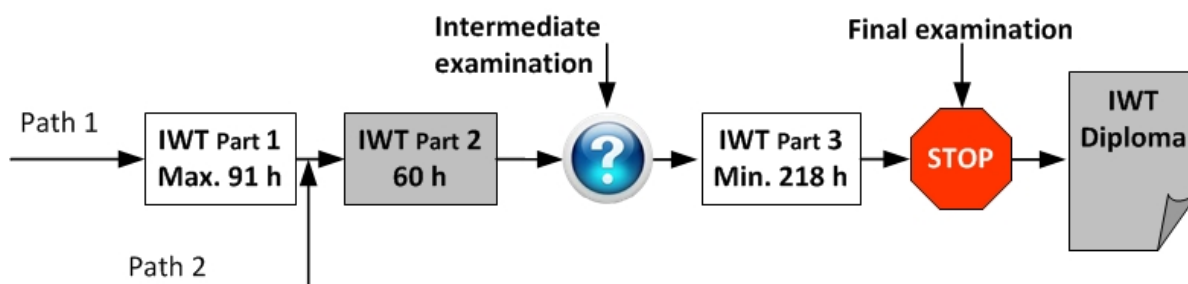 Intermediate
examination
Final examination
Path 1
IWT Part 1
Max. 91 h
IWT Part 2
60 h
?
IWT Part 3
Min. 218 h
STOP
IWT
Diploma
Path 2